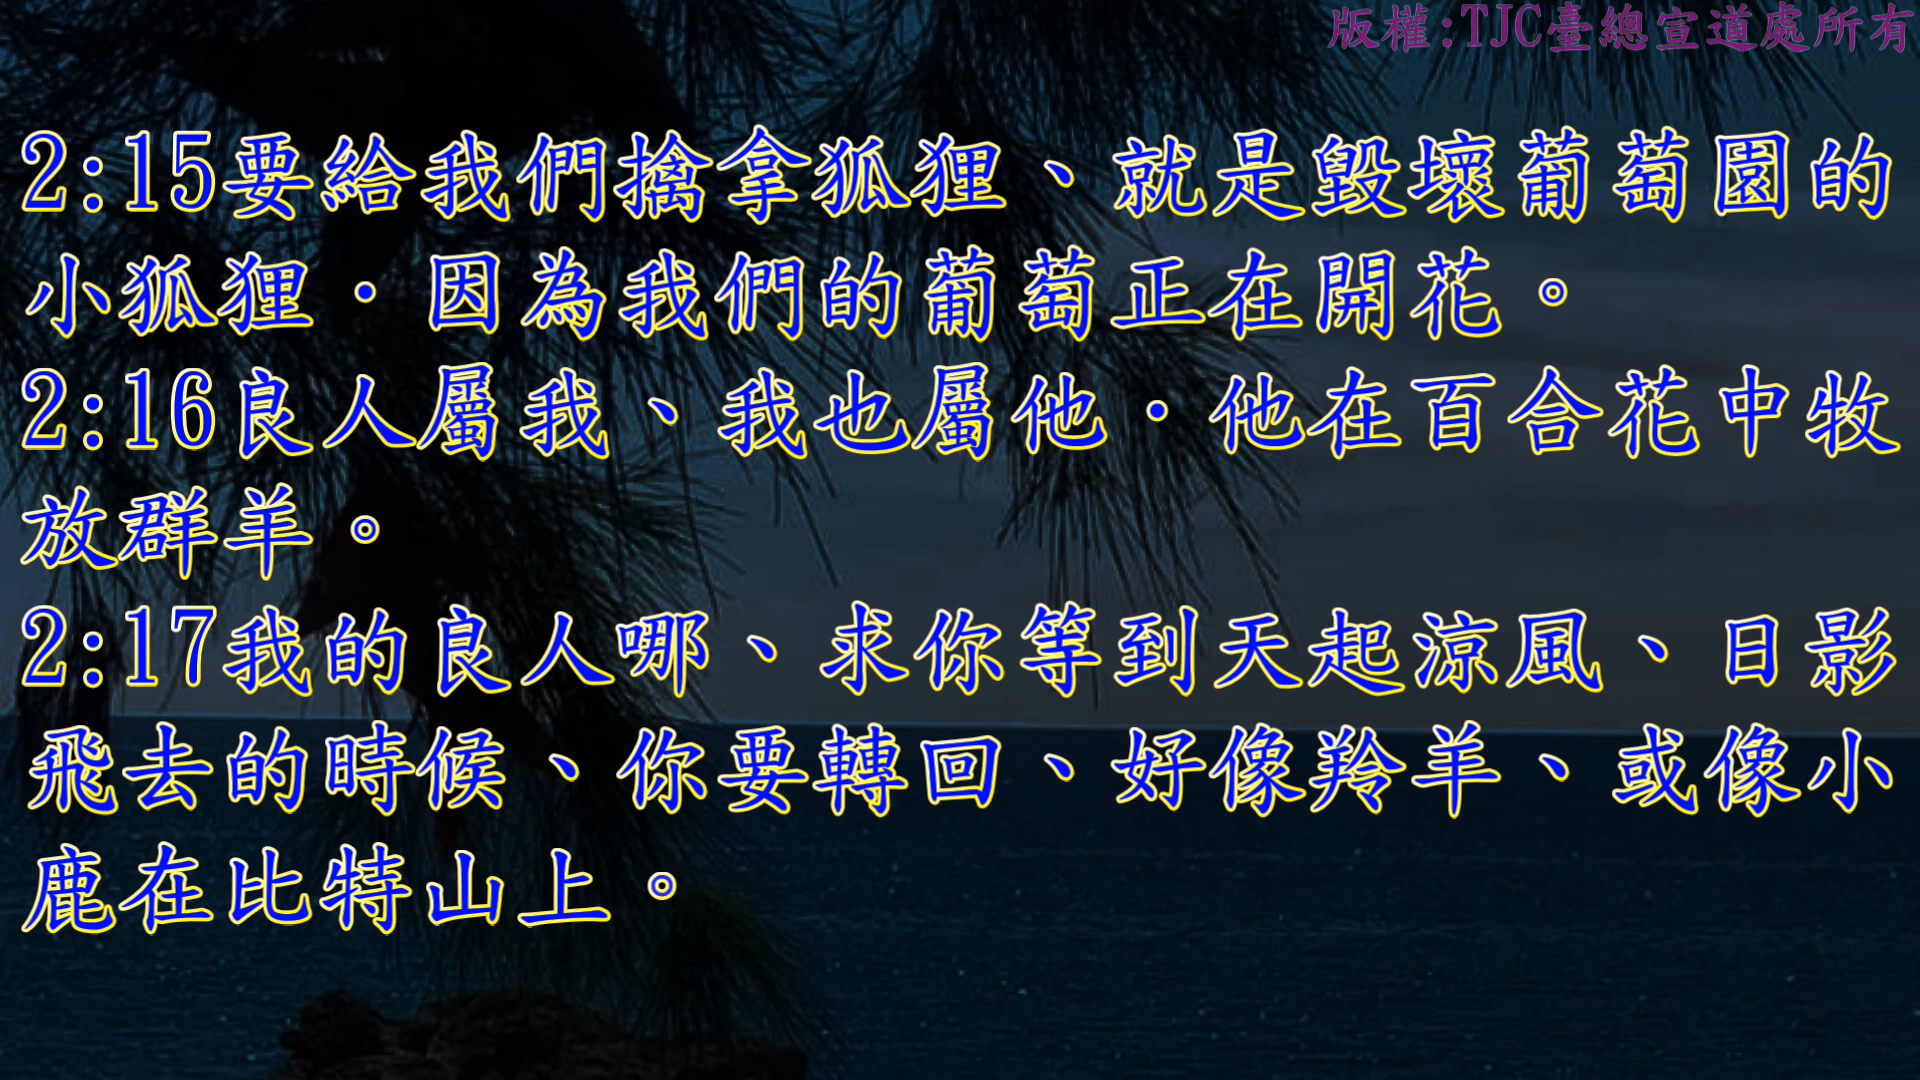 版權:TJC臺總宣道處所有
2:15要給我們擒拿狐狸、就是毀壞葡萄園的
小狐狸．因為我們的葡萄正在開花。
2:16良人屬我、我也屬他．他在百合花中牧
放群羊。
2:17我的良人哪、求你等到天起涼風、日影
飛去的時候、你要轉回、好像羚羊、或像小
鹿在比特山上。